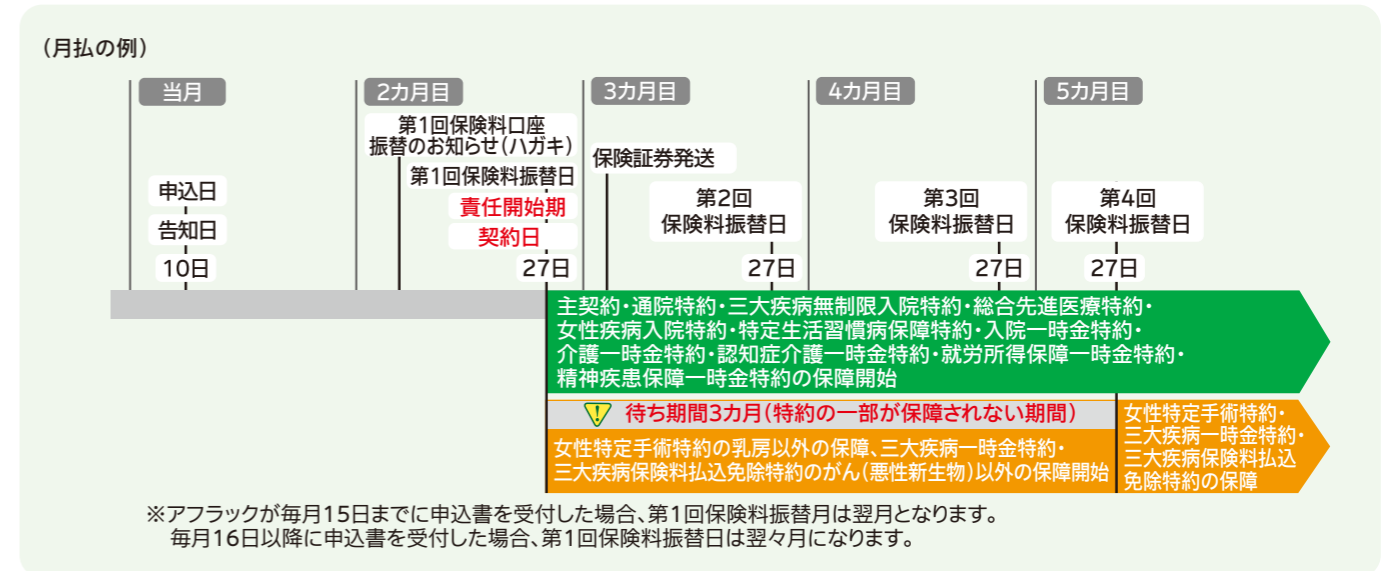 （月払の例）
当月
2カ月目
3カ月目
4カ月目
5カ月目
第1回保険料口座
振替のお知らせ（ハガキ）
保険証券発送
第1回保険料振替日
責任開始期
契約日
27日
申込日
告知日
10日
第2回
保険料振替日
27日
第3回
保険料振替日
27日
第4回
保険料振替日
27日
主契約・通院特約・三大疾病無制限入院特約・総合先進医療特約・
女性疾病入院特約・特定生活習慣病保障特約・入院一時金特約・
介護一時金特約・認知症介護一時金特約・就労所得保障一時金特約・
精神疾患保障一時金特約の保障開始
待ち期間3カ月（特約の一部が保障されない期間）
女性特定手術特約の乳房以外の保障、三大疾病一時金特約・
三大疾病保険料払込免除特約のがん（悪性新生物）以外の保障開始
女性特定手術特約・
三大疾病一時金特約・
三大疾病保険料払込
免除特約の保障
※アフラックが毎月15日までに申込書を受付した場合、第1回保険料振替月は翌月となります。
毎月16日以降に申込書を受付した場合、第1回保険料振替日は翌々月になります。